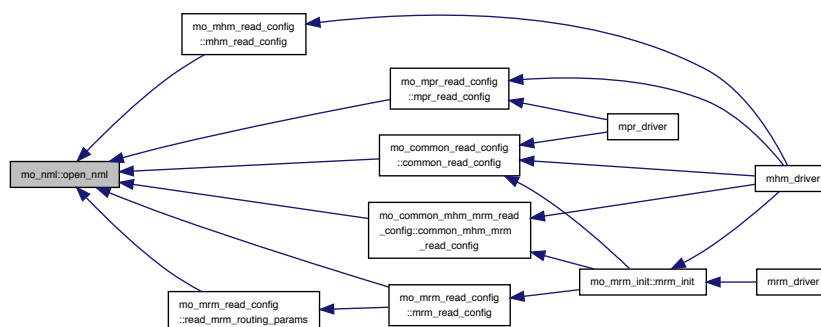 mo_mhm_read_config
::mhm_read_config
mo_mpr_read_config
::mpr_read_config
mpr_driver
mo_common_read_config
::common_read_config
mo_nml::open_nml
mhm_driver
mo_common_mhm_mrm_read
_config::common_mhm_mrm
_read_config
mo_mrm_init::mrm_init
mrm_driver
mo_mrm_read_config
::read_mrm_routing_params
mo_mrm_read_config
::mrm_read_config